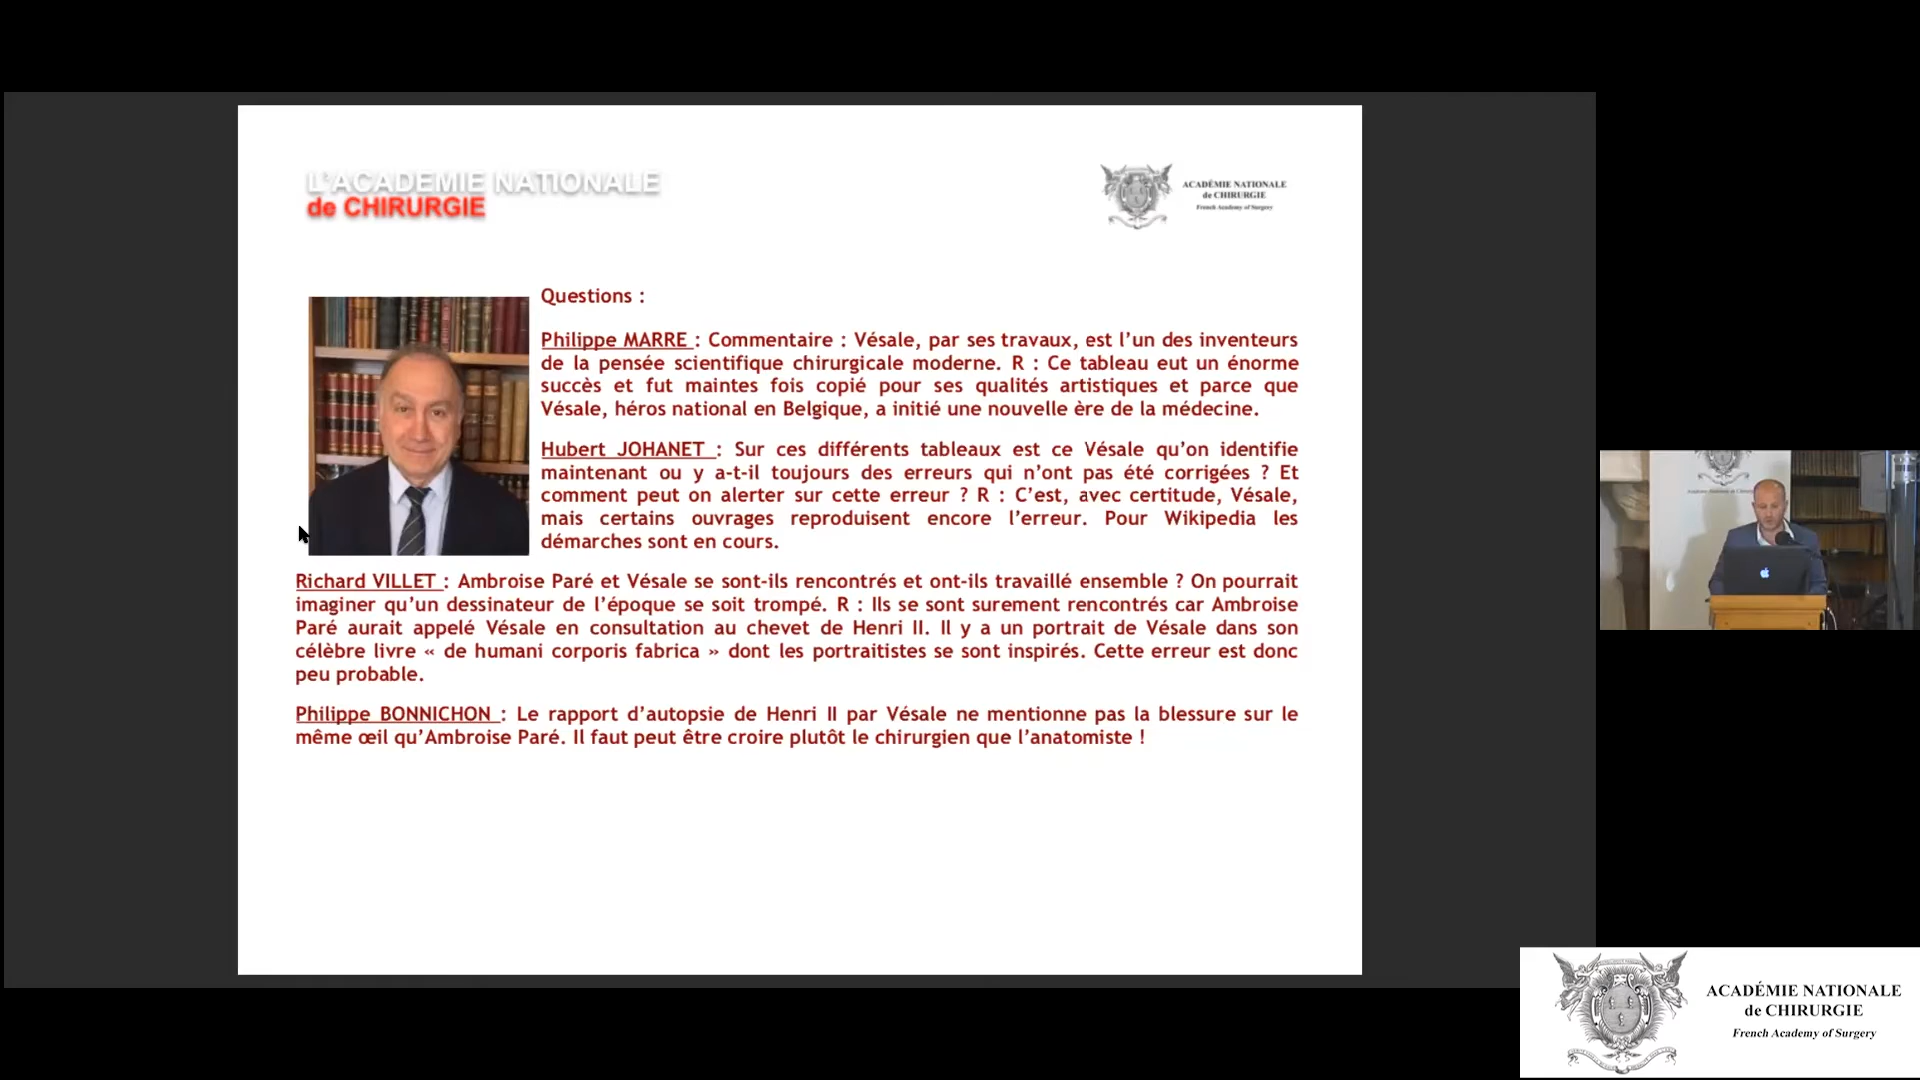 L'ACADEMIE NATIONALE
de CHIRURGIE
ACADÉMIE NATIONALE
de CHIRURGIE
French Academy of Surgery
Questions :
Philippe MARRE : Commentaire : Vésale, par ses travaux, est l'un des inventeurs
de la pensée scientifique chirurgicale moderne. R : Ce tableau eut un énorme
succès et fut maintes fois copié pour ses qualités artistiques et parce que
Vésale, héros national en Belgique, a initié une nouvelle ère de la médecine.
Hubert JOHANET : Sur ces différents tableaux est ce Vésale qu'on identifie
maintenant ou y a-t-il toujours des erreurs qui n'ont pas été corrigées ? Et
comment peut on alerter sur cette erreur ? R : C'est, avec certitude, Vésale,
mais certains ouvrages reproduisent encore l'erreur. Pour Wikipedia les
démarches sont en cours.
Richard VILLET : Ambroise Paré et Vésale se sont-ils rencontrés et ont-ils travaillé ensemble ? On pourrait
imaginer qu'un dessinateur de l'époque se soit trompé. R : Ils se sont surement rencontrés car Ambroise
Paré aurait appelé Vésale en consultation au chevet de Henri II. Il y a un portrait de Vésale dans son
célèbre livre « de humani corporis fabrica » dont les portraitistes se sont inspirés. Cette erreur est donc
peu probable.
Philippe BONNICHON : Le rapport d'autopsie de Henri II par Vésale ne mentionne pas la blessure sur le
même œil qu'Ambroise Paré. Il faut peut être croire plutôt le chirurgien que l'anatomiste !
ACADÉMIE NATIONALE
de CHIRURGIE
French Academy of Surgery